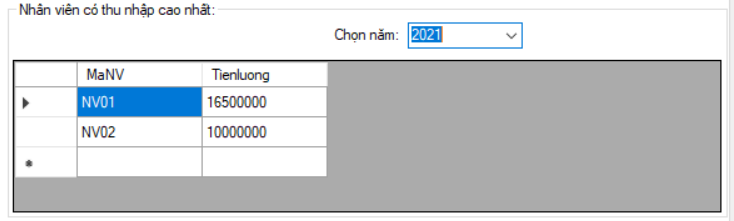 Nhân viên có thu nhập cao nhất:
Chọn năm: 2021
MaNV Tienluong
NV01 16500000
NV02 10000000